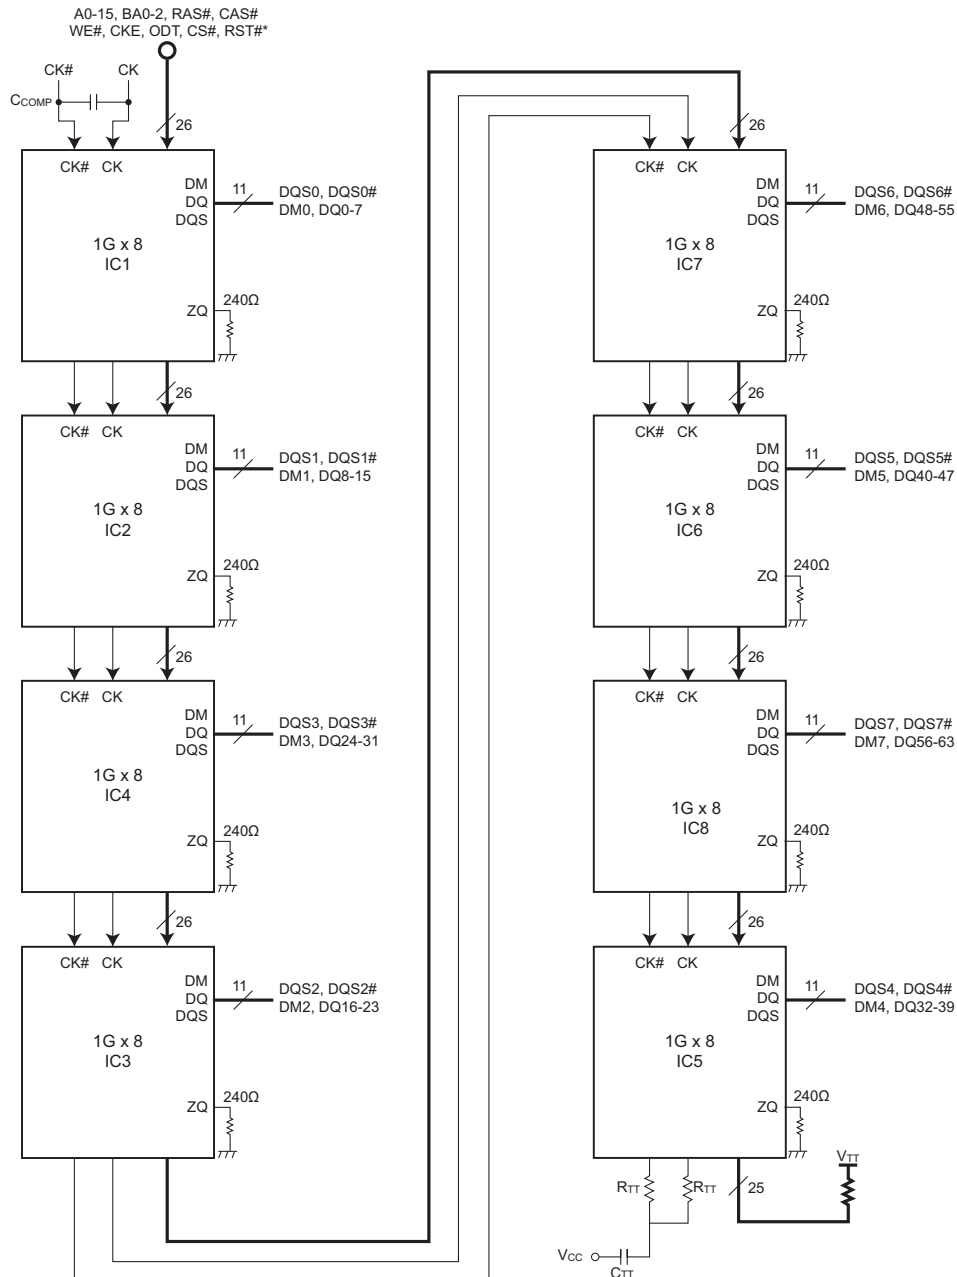 A0-15, BA0-2, RAS#, CAS#
WE#, CKE, ODT, CS#, RST#*
CK# CK
CCOMP
26
CK# CK
DM
DQ
DQS
11
DQS0, DQS0#
DM0, DQ0-7
1G x 8
IC1
ZQ
240Ω
26
CK# CK
DM
DQ
DQS
11
DQS1, DQS1#
DM1, DQ8-15
1G x 8
IC2
ZQ
240Ω
26
CK# CK
DM
DQ
DQS
11
DQS3, DQS3#
DM3, DQ24-31
1G x 8
IC4
ZQ
240Ω
26
CK# CK
DM
DQ
DQS
11
DQS2, DQS2#
DM2, DQ16-23
1G x 8
IC3
ZQ
240Ω
26
CK# CK
DM
DQ
DQS
11
DQS6, DQS6#
DM6, DQ48-55
1G x 8
IC7
ZQ
240Ω
26
CK# CK
DM
DQ
DQS
11
DQS5, DQS5#
DM5, DQ40-47
1G x 8
IC6
ZQ
240Ω
26
CK# CK
DM
DQ
DQS
11
DQS7, DQS7#
DM7, DQ56-63
1G x 8
IC8
ZQ
240Ω
26
CK# CK
DM
DQ
DQS
11
DQS4, DQS4#
DM4, DQ32-39
1G x 8
IC5
ZQ
240Ω
VTT
RTT RTT
25
VCC
CTT